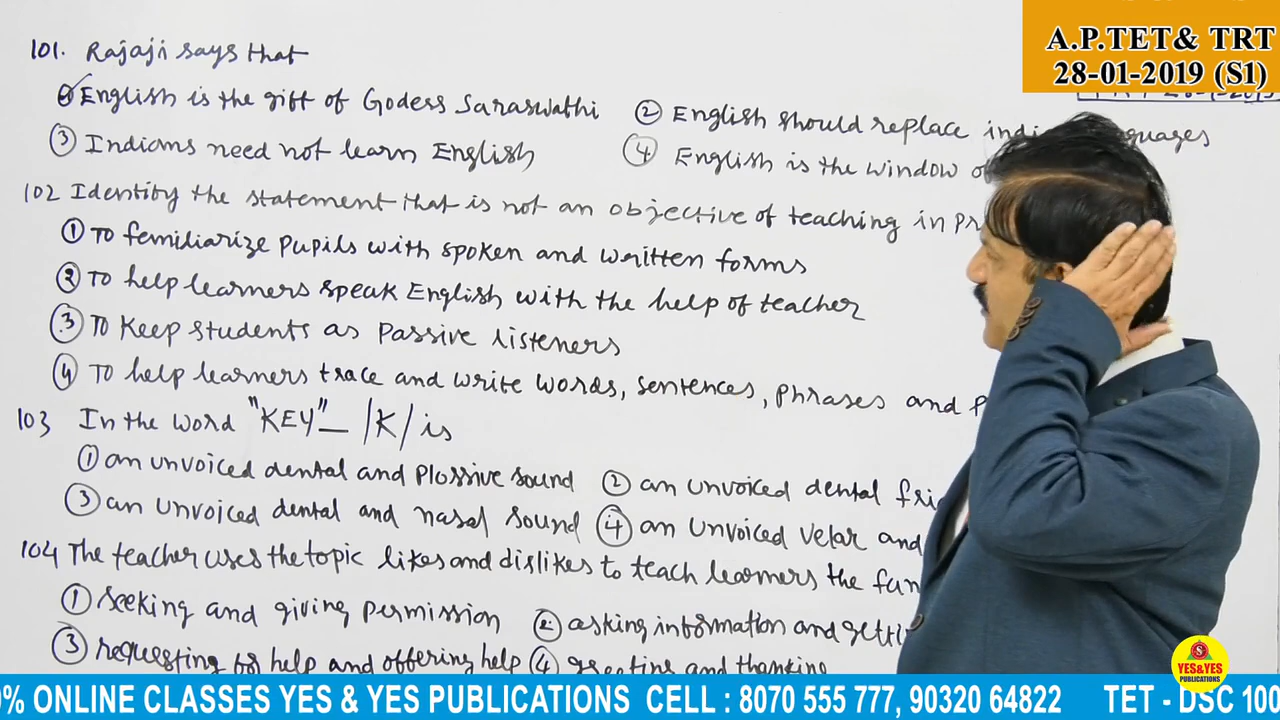 A.P.TET& TRT
28-01-2019 (S1)
101. Rajaji says that
① English is the gift of Godess Saraswathi ② English should replace
③ Indians need not learn English ④ English is the window
102 Identity the statement that is not an objective of teaching in
① To femiliarize pupils with spoken and written forms
② To help learners speak English with the help of teacher
③ To Keep students as Passive listeners
④ To help learners trace and write words, sentences, phrases and
103 In the word "KEY" — /K/ is
① an unvoiced dental and Plossive sound ② an unvoiced dental
③ an unvoiced dental and nasal sound ④ an unvoiced velar and
104 The teacher uses the topic likes and dislikes to teach learners the
① seeking and giving permission ② asking information and
③ requesting for help and offering help ④ greeting and thanking
YES&YES
PUBLICATIONS
0% ONLINE CLASSES YES & YES PUBLICATIONS CELL : 8070 555 777, 90320 64822 TET - DSC 100